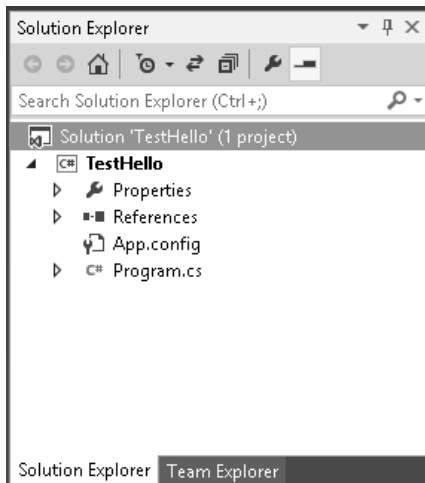 Solution Explorer
Search Solution Explorer (Ctrl+;)
Solution 'TestHello' (1 project)
C# TestHello
Properties
References
App.config
C# Program.cs
Solution Explorer Team Explorer